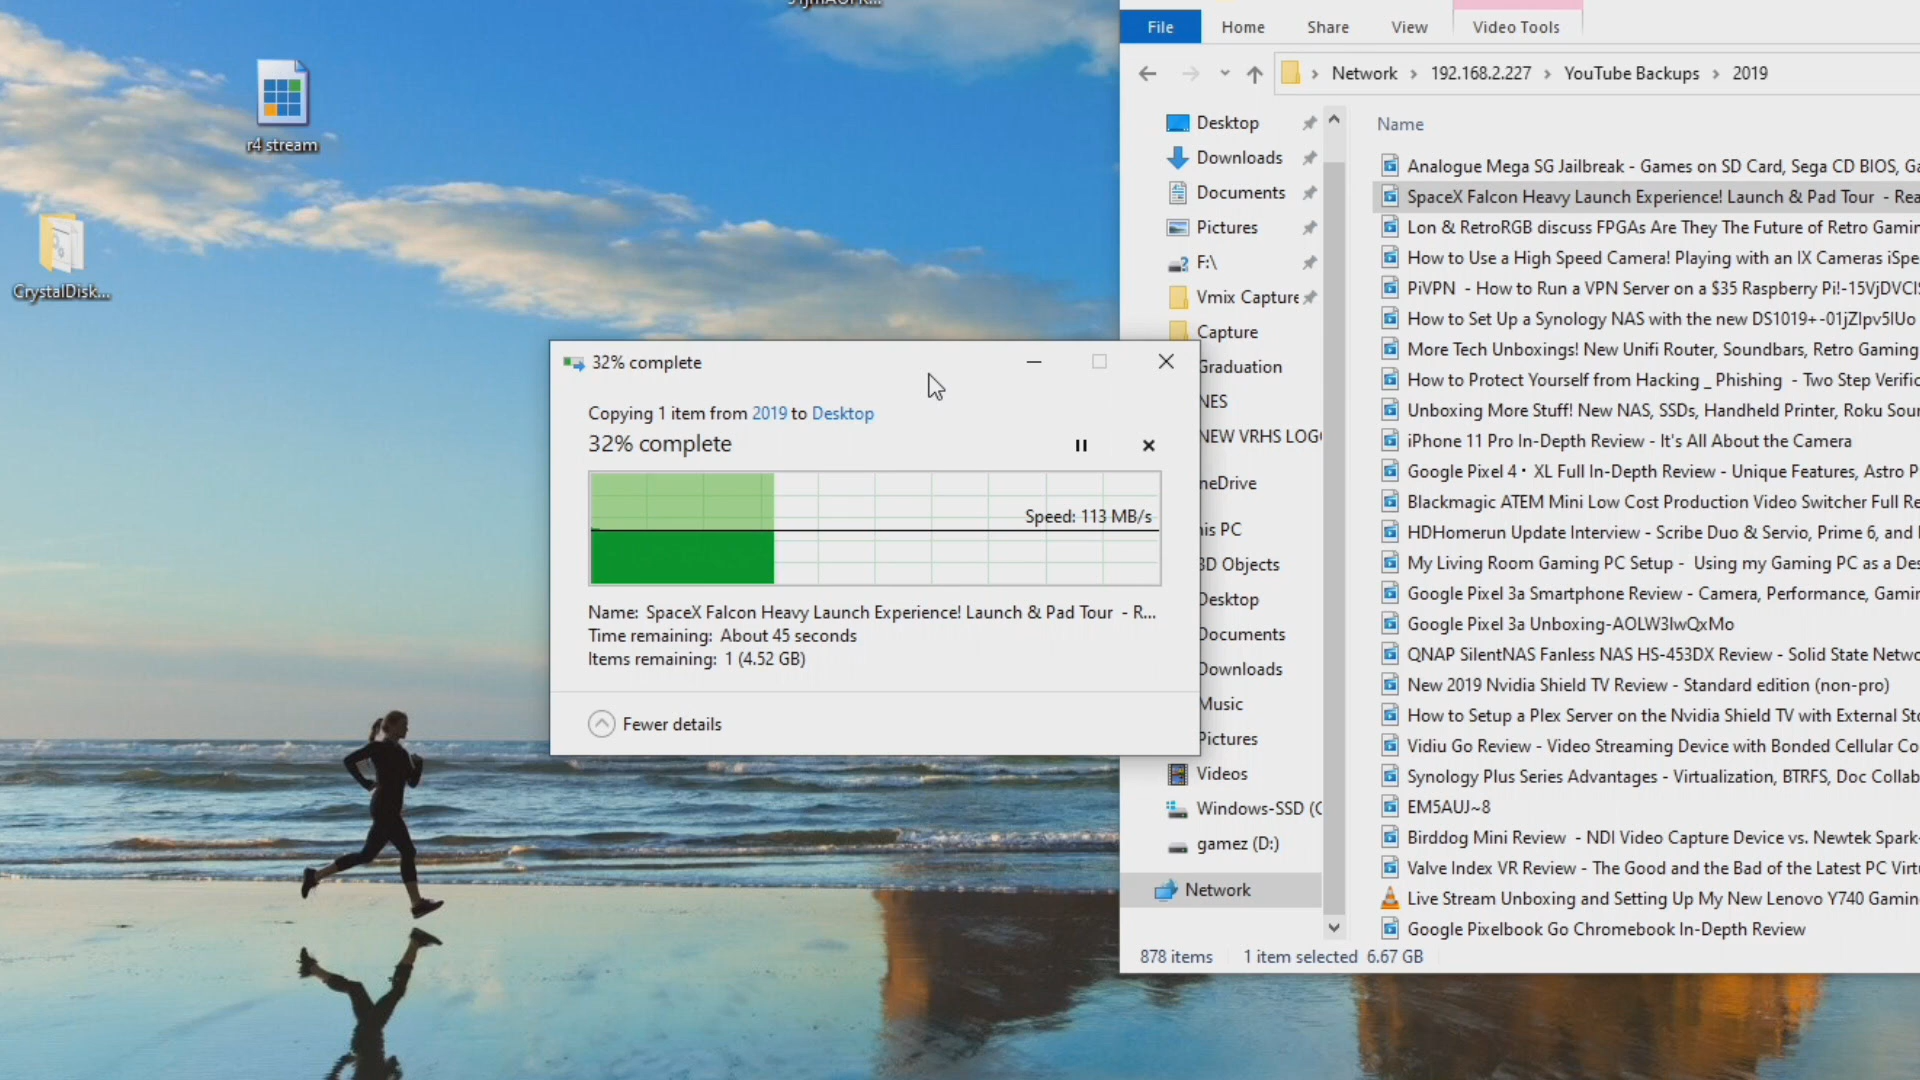 r4 stream
CrystalDisk...
File Home Share View Video Tools
Network 192.168.2.227 YouTube Backups 2019
Desktop
Downloads
Documents
Pictures
F:\
Vmix Capture
Capture
Graduation
NES
NEW VRHS LOG
neDrive
his PC
3D Objects
Desktop
Documents
Downloads
Music
Pictures
Videos
Windows-SSD (C
gamez (D:)
Network
Name
Analogue Mega SG Jailbreak - Games on SD Card, Sega CD BIOS, Ga
SpaceX Falcon Heavy Launch Experience! Launch & Pad Tour - Rea
Lon & RetroRGB discuss FPGAs Are They The Future of Retro Gamin
How to Use a High Speed Camera! Playing with an IX Cameras iSpe
PiVPN - How to Run a VPN Server on a $35 Raspberry Pi!-15VjDVCIS
How to Set Up a Synology NAS with the new DS1019+-01jZIpv5IUo
More Tech Unboxings! New Unifi Router, Soundbars, Retro Gaming
How to Protect Yourself from Hacking _ Phishing - Two Step Verific
Unboxing More Stuff! New NAS, SSDs, Handheld Printer, Roku Soun
iPhone 11 Pro In-Depth Review - It's All About the Camera
Google Pixel 4 · XL Full In-Depth Review - Unique Features, Astro P
Blackmagic ATEM Mini Low Cost Production Video Switcher Full Re
HDHomerun Update Interview - Scribe Duo & Servio, Prime 6, and
My Living Room Gaming PC Setup - Using my Gaming PC as a Des
Google Pixel 3a Smartphone Review - Camera, Performance, Gamin
Google Pixel 3a Unboxing-AOLW3IwQxMo
QNAP SilentNAS Fanless NAS HS-453DX Review - Solid State Netwo
New 2019 Nvidia Shield TV Review - Standard edition (non-pro)
How to Setup a Plex Server on the Nvidia Shield TV with External Sto
Vidiu Go Review - Video Streaming Device with Bonded Cellular Co
Synology Plus Series Advantages - Virtualization, BTRFS, Doc Collab
EM5AUJ~8
Birddog Mini Review - NDI Video Capture Device vs. Newtek Spark-
Valve Index VR Review - The Good and the Bad of the Latest PC Virtu
Live Stream Unboxing and Setting Up My New Lenovo Y740 Gaming
Google Pixelbook Go Chromebook In-Depth Review
878 items 1 item selected 6.67 GB
32% complete
Copying 1 item from 2019 to Desktop
32% complete
Speed: 113 MB/s
Name: SpaceX Falcon Heavy Launch Experience! Launch & Pad Tour - R...
Time remaining: About 45 seconds
Items remaining: 1 (4.52 GB)
Fewer details